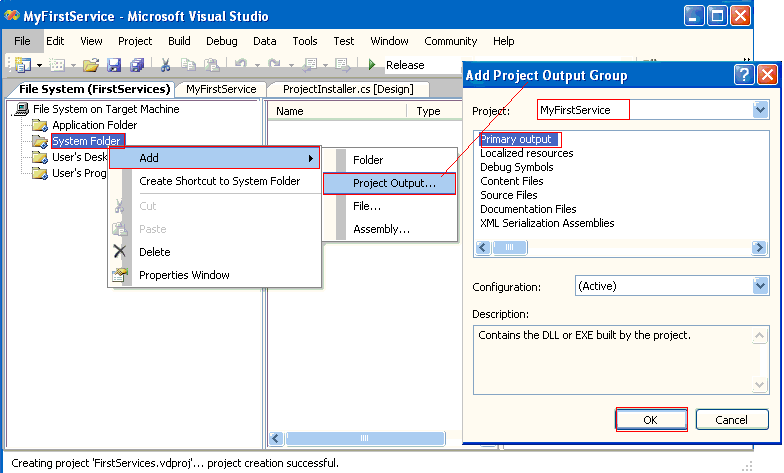 MyFirstService - Microsoft Visual Studio
File Edit View Project Build Debug Data Tools Test Window Community Help
Release
File System (FirstServices) MyFirstService ProjectInstaller.cs [Design]
File System on Target Machine
Application Folder
System Folder
User's Desk
User's Prog
Name Type
Add
Create Shortcut to System Folder
Cut
Paste
Delete
Properties Window
Folder
Project Output...
File...
Assembly...
Add Project Output Group
Project: MyFirstService
Primary output
Localized resources
Debug Symbols
Content Files
Source Files
Documentation Files
XML Serialization Assemblies
Configuration: (Active)
Description:
Contains the DLL or EXE built by the project.
OK Cancel
Creating project 'FirstServices.vdproj'... project creation successful.